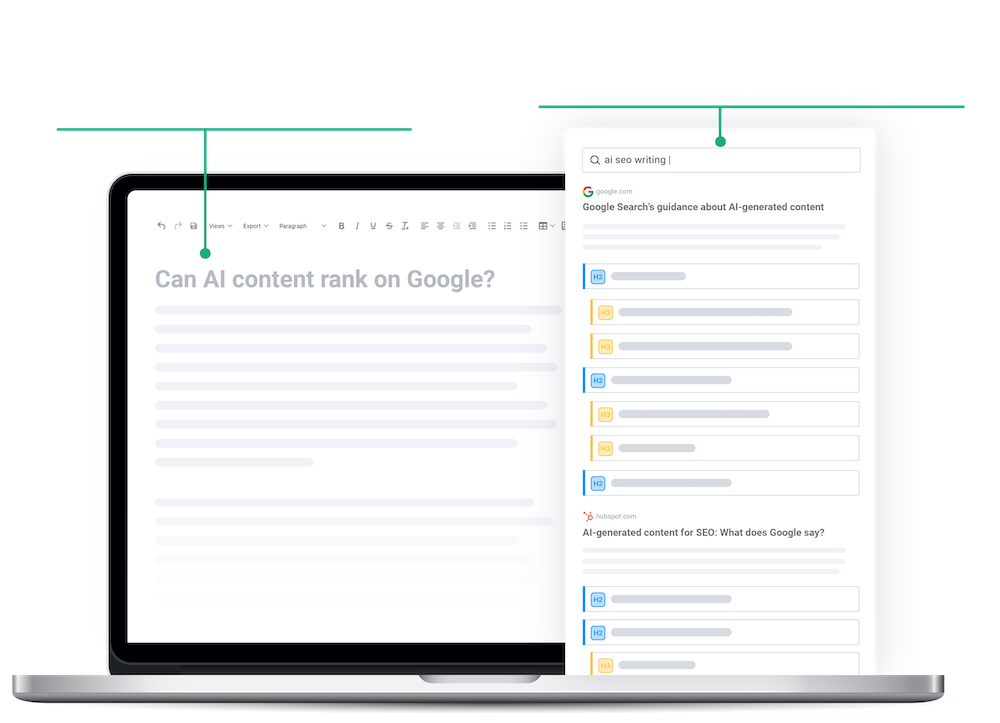 Views Export Paragraph B I U S T
Can AI content rank on Google?
ai seo writing |
google.com
Google Search's guidance about AI-generated content
H2
H3
H3
H2
H3
H3
H2
hubspot.com
AI-generated content for SEO: What does Google say?
H2
H2
H3